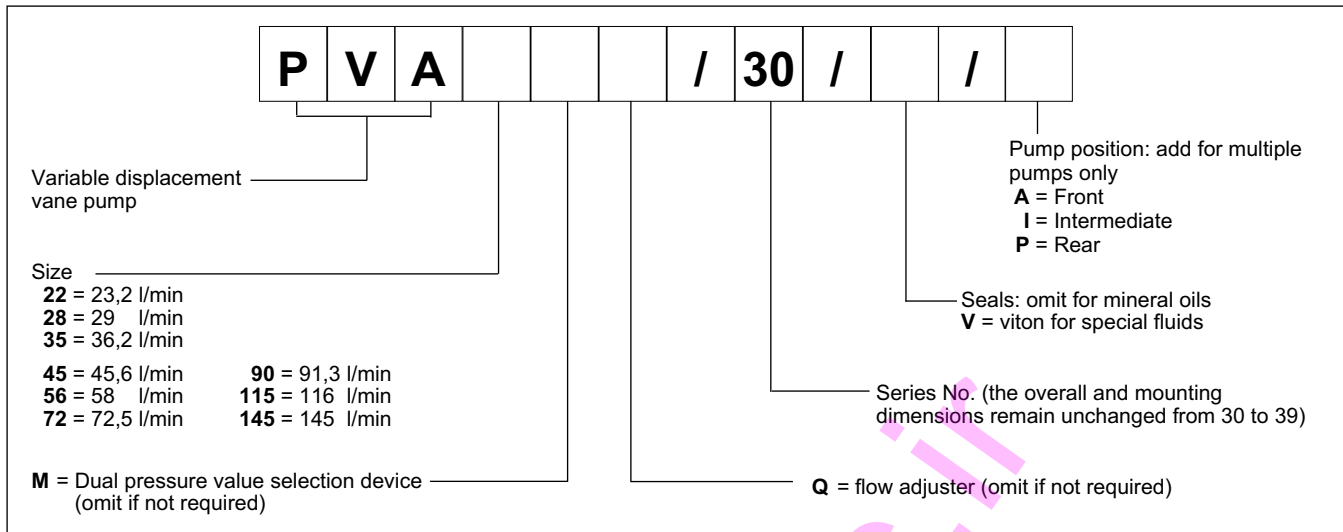 P V A / 30 / /
Variable displacement
vane pump
Size
22 = 23,2 l/min
28 = 29 l/min
35 = 36,2 l/min
45 = 45,6 l/min
56 = 58 l/min
72 = 72,5 l/min
90 = 91,3 l/min
115 = 116 l/min
145 = 145 l/min
M = Dual pressure value selection device
(omit if not required)
Pump position: add for multiple
pumps only
A = Front
I = Intermediate
P = Rear
Seals: omit for mineral oils
V = viton for special fluids
Series No. (the overall and mounting
dimensions remain unchanged from 30 to 39)
Q = flow adjuster (omit if not required)